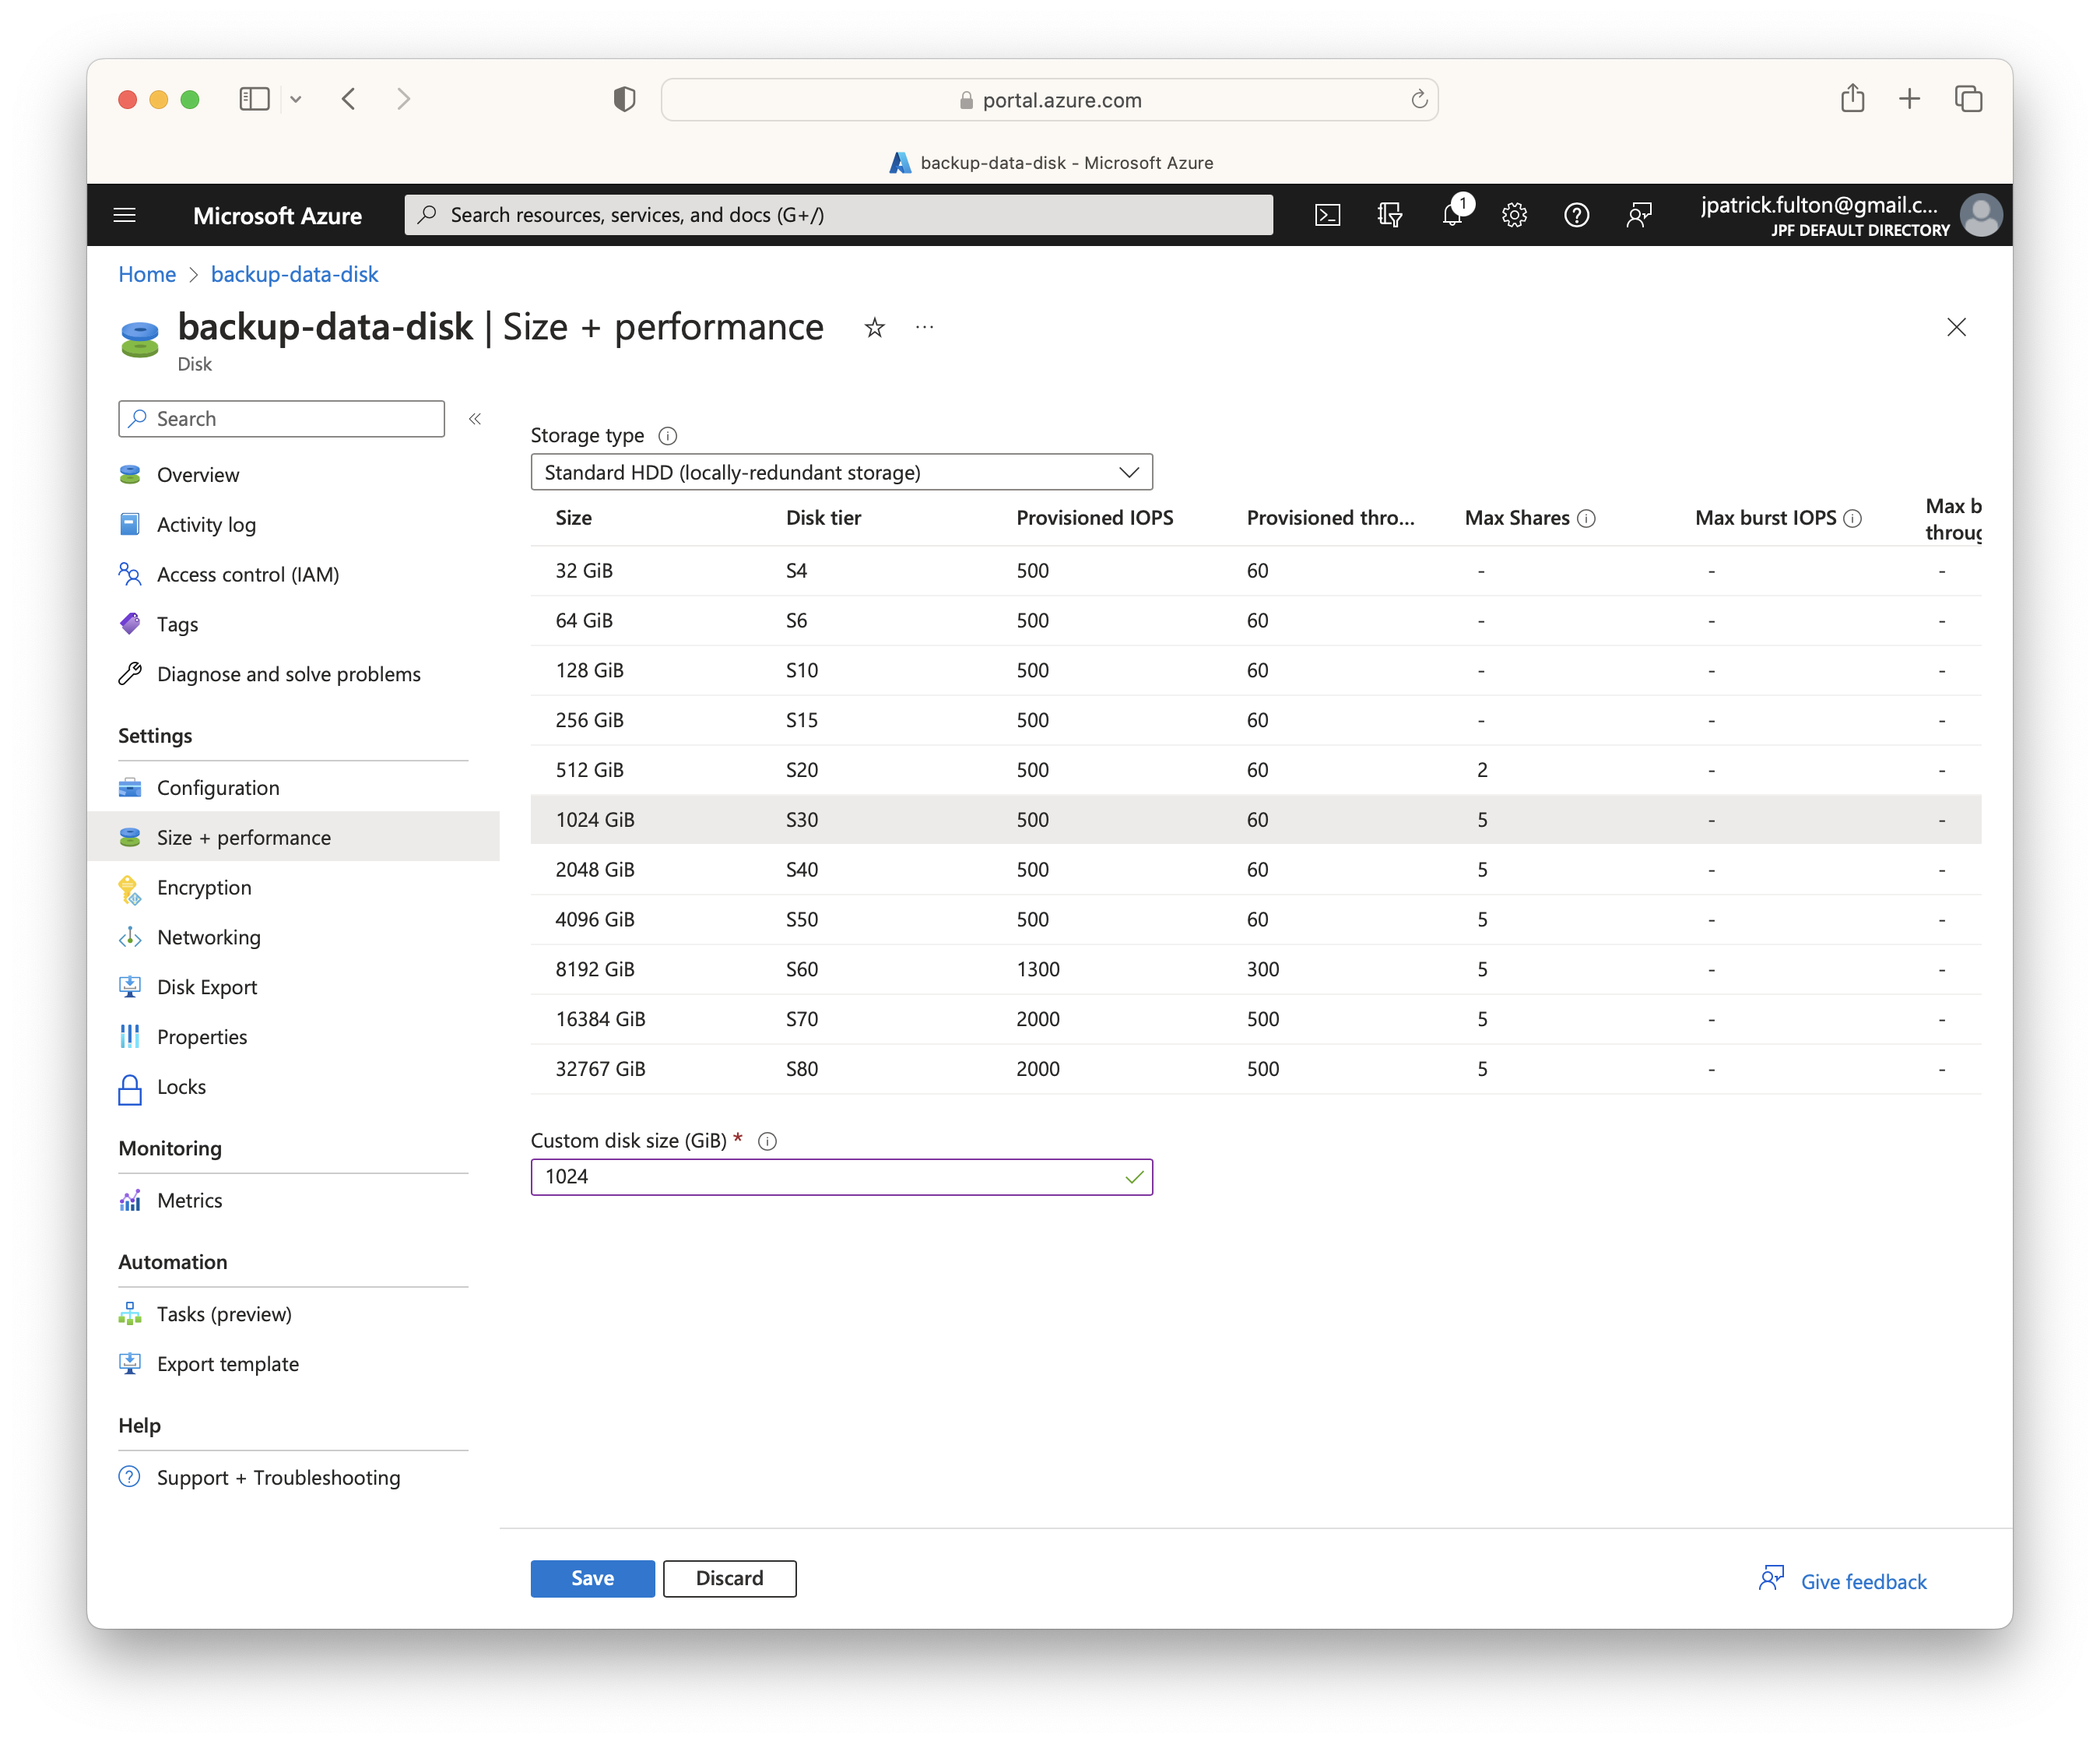 portal.azure.com
backup-data-disk - Microsoft Azure
Microsoft Azure
Search resources, services, and docs (G+/)
1
jpatrick.fulton@gmail.c...
JPF DEFAULT DIRECTORY
Home > backup-data-disk
backup-data-disk | Size + performance
Disk
Search
Overview
Activity log
Access control (IAM)
Tags
Diagnose and solve problems
Settings
Configuration
Size + performance
Encryption
Networking
Disk Export
Properties
Locks
Monitoring
Metrics
Automation
Tasks (preview)
Export template
Help
Support + Troubleshooting
Storage type
Standard HDD (locally-redundant storage)
Size Disk tier Provisioned IOPS Provisioned thro... Max Shares Max burst IOPS Max b
throug
32 GiB S4 500 60 - - -
64 GiB S6 500 60 - - -
128 GiB S10 500 60 - - -
256 GiB S15 500 60 - - -
512 GiB S20 500 60 2 - -
1024 GiB S30 500 60 5 - -
2048 GiB S40 500 60 5 - -
4096 GiB S50 500 60 5 - -
8192 GiB S60 1300 300 5 - -
16384 GiB S70 2000 500 5 - -
32767 GiB S80 2000 500 5 - -
Custom disk size (GiB) *
1024
Save Discard
Give feedback